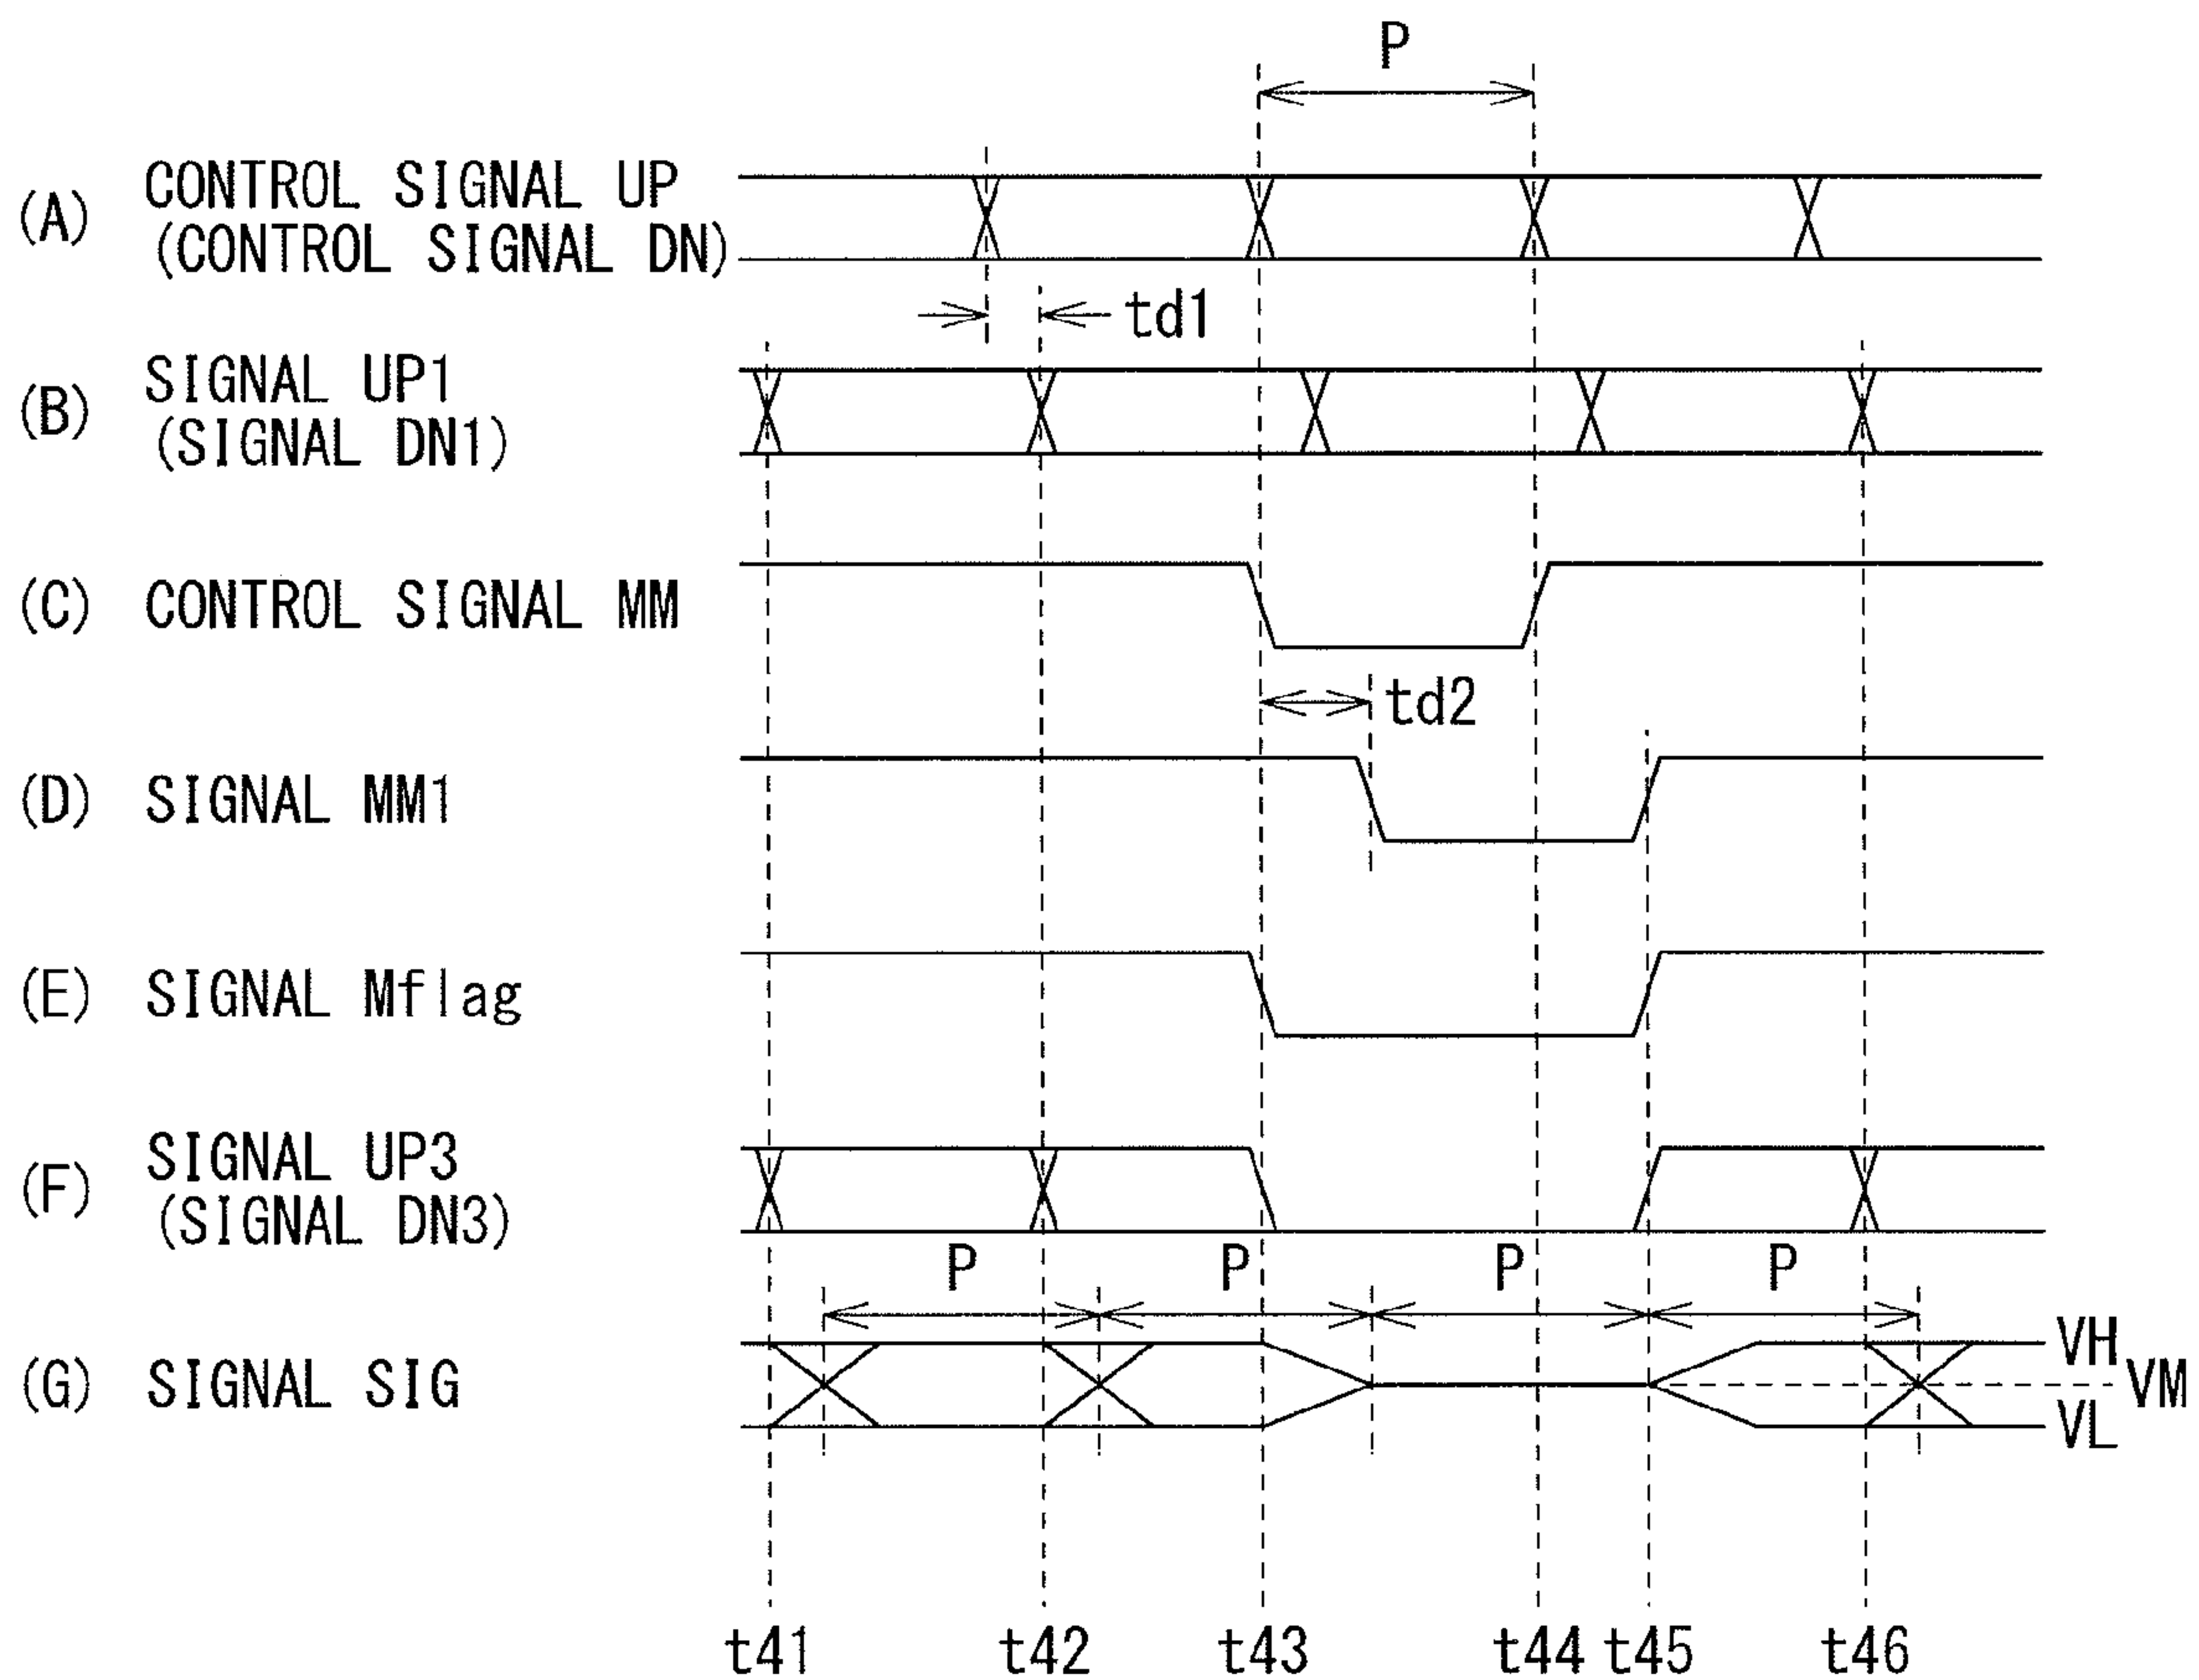 P
(A) CONTROL SIGNAL UP
(CONTROL SIGNAL DN)
td1
(B) SIGNAL UP1
(SIGNAL DN1)
(C) CONTROL SIGNAL MM
td2
(D) SIGNAL MM1
(E) SIGNAL Mflag
(F) SIGNAL UP3
(SIGNAL DN3)
P P P P
(G) SIGNAL SIG
VH
VM
VL
t41 t42 t43 t44 t45 t46